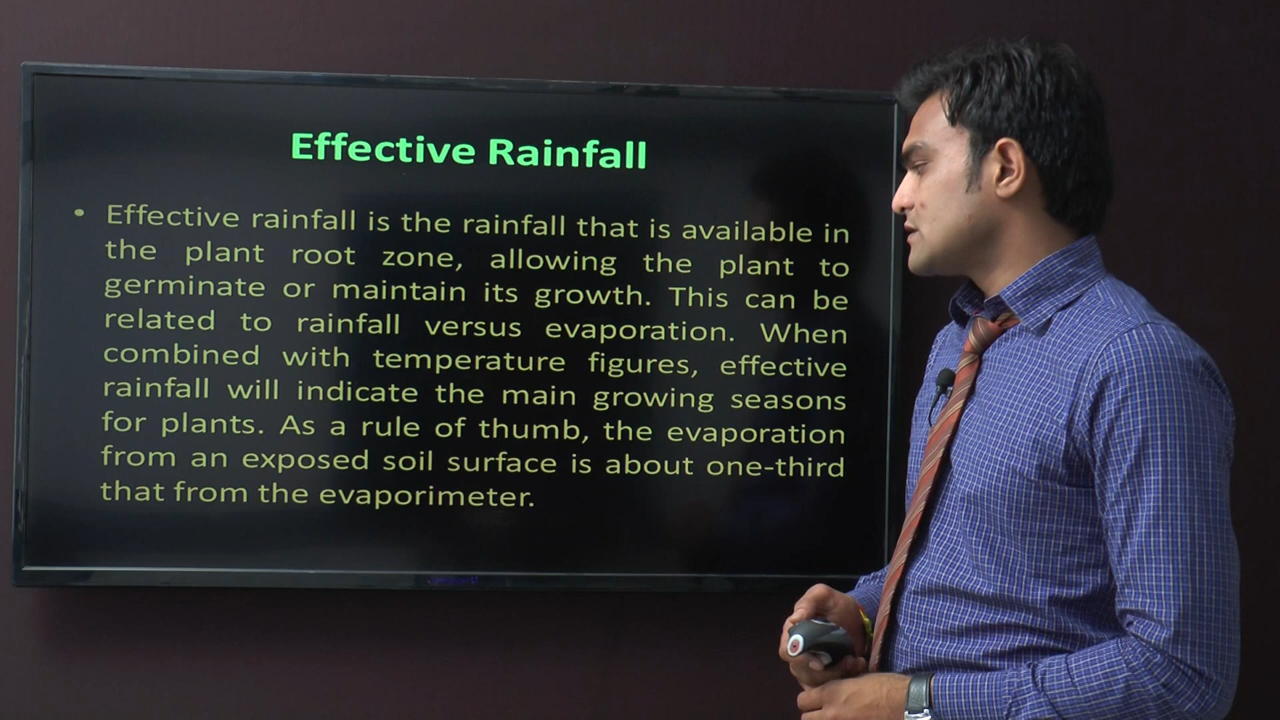 Effective Rainfall
• Effective rainfall is the rainfall that is available in
the plant root zone, allowing the plant to
germinate or maintain its growth. This can be
related to rainfall versus evaporation. When
combined with temperature figures, effective
rainfall will indicate the main growing seasons
for plants. As a rule of thumb, the evaporation
from an exposed soil surface is about one-third
that from the evaporimeter.